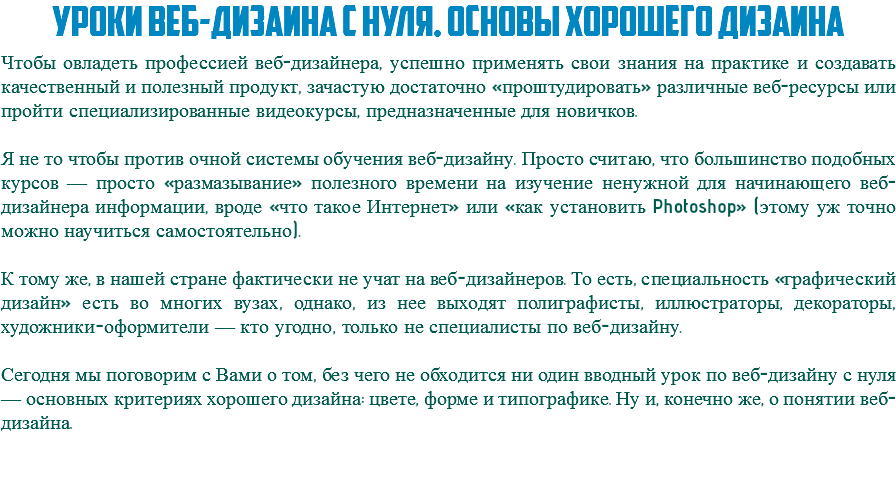 УРОКИ ВЕБ-ДИЗАИНА С НУЛЯ. ОСНОВЫ ХОРОШЕГО ДИЗАИНА
Чтобы овладеть профессией веб-дизайнера, успешно применять свои знания на практике и создавать
качественный и полезный продукт, зачастую достаточно «проштудировать» различные веб-ресурсы или
пройти специализированные видеокурсы, предназначенные для новичков.
Я не то чтобы против очной системы обучения веб-дизайну. Просто считаю, что большинство подобных
курсов — просто «размазывание» полезного времени на изучение ненужной для начинающего веб-
дизайнера информации, вроде «что такое Интернет» или «как установить Photoshop» (этому уж точно
можно научиться самостоятельно).
К тому же, в нашей стране фактически не учат на веб-дизайнеров. То есть, специальность «графический
дизайн» есть во многих вузах, однако, из нее выходят полиграфисты, иллюстраторы, декораторы,
художники-оформители — кто угодно, только не специалисты по веб-дизайну.
Сегодня мы поговорим с Вами о том, без чего не обходится ни один вводный урок по веб-дизайну с нуля
— основных критериях хорошего дизайна: цвете, форме и типографике. Ну и, конечно же, о понятии веб-
дизайна.